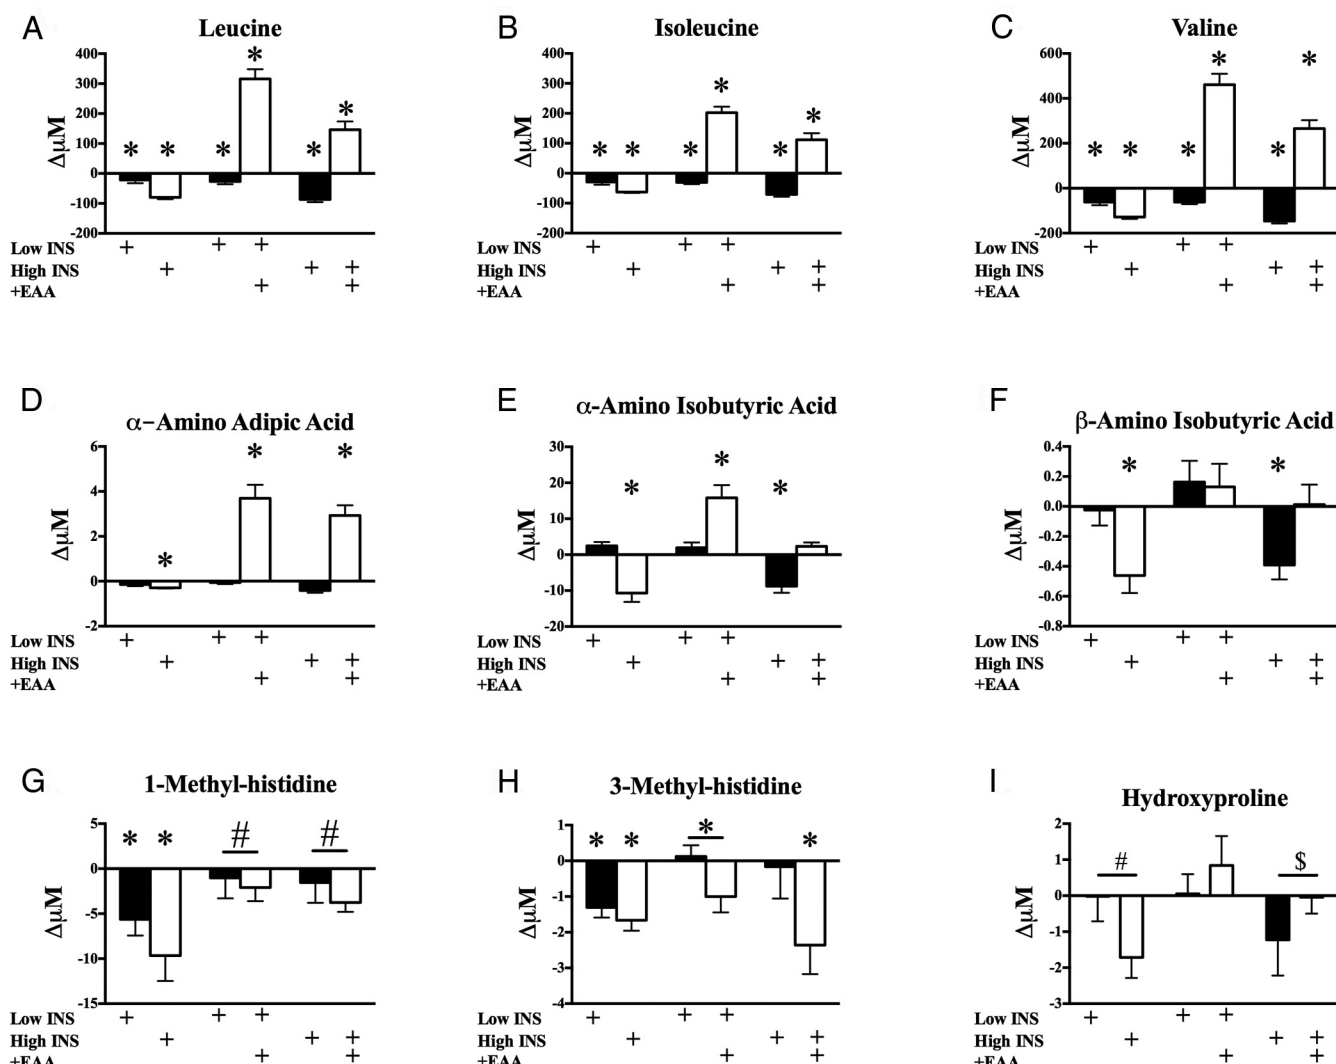 A Leucine
400
300
200
100
0
-100
-200
ΔμM
* * * * * *
Low INS + + +
High INS + + +
+EAA + +
B Isoleucine
400
300
200
100
0
-100
-200
ΔμM
* * * * * *
Low INS + + +
High INS + + +
+EAA + +
C Valine
600
400
200
0
-200
ΔμM
* * * * * *
Low INS + + +
High INS + + +
+EAA + +
D α−Amino Adipic Acid
6
4
2
0
-2
ΔμM
* * *
Low INS + + +
High INS + + +
+EAA + +
E α-Amino Isobutyric Acid
30
20
10
0
-10
-20
ΔμM
* * *
Low INS + + +
High INS + + +
+EAA + +
F β-Amino Isobutyric Acid
0.4
0.2
0.0
-0.2
-0.4
-0.6
-0.8
ΔμM
* *
Low INS + + +
High INS + + +
+EAA + +
G 1-Methyl-histidine
5
0
-5
-10
-15
ΔμM
* * # #
Low INS + + +
High INS + + +
+EAA + +
H 3-Methyl-histidine
1
0
-1
-2
-3
-4
ΔμM
* * * *
Low INS + + +
High INS + + +
+EAA + +
I Hydroxyproline
2
1
0
-1
-2
-3
ΔμM
# $
Low INS + + +
High INS + + +
+EAA + +